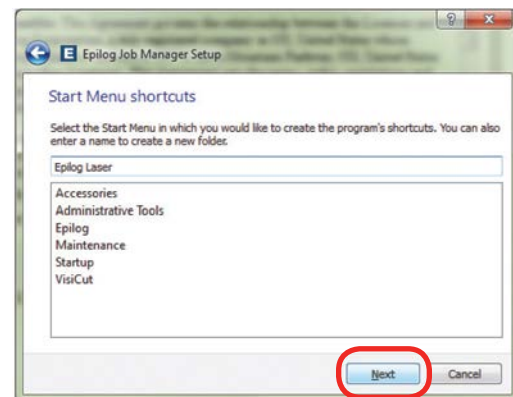 E Epilog Job Manager Setup
Start Menu shortcuts
Select the Start Menu in which you would like to create the program's shortcuts. You can also
enter a name to create a new folder.
Epilog Laser
Accessories
Administrative Tools
Epilog
Maintenance
Startup
VisiCut
Next
Cancel